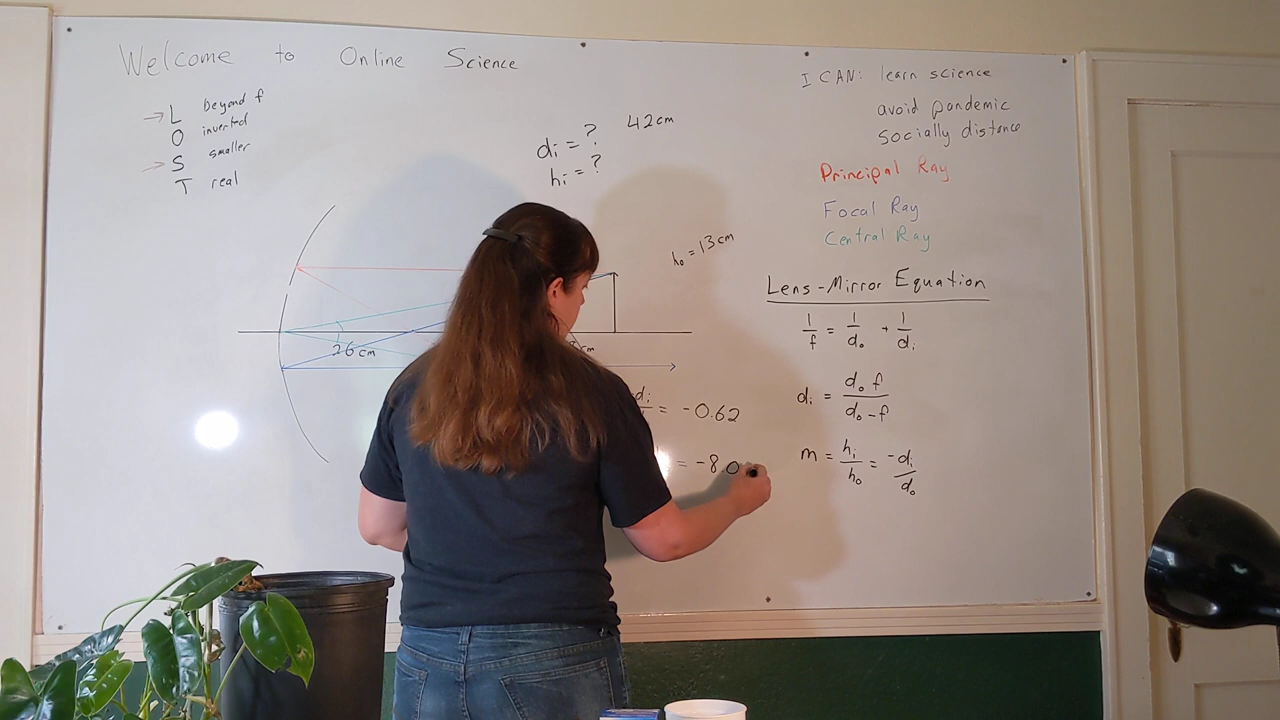 Welcome to Online Science
L beyond f
O inverted
S smaller
T real
di = ?
hi = ?
42cm
ho = 13cm
26cm
cm
di = -0.62
= -80
I CAN: learn science
avoid pandemic
socially distance
Principal Ray
Focal Ray
Central Ray
Lens-Mirror Equation
1/f = 1/do + 1/di
di = do f / do - f
m = hi/ho = -di/do